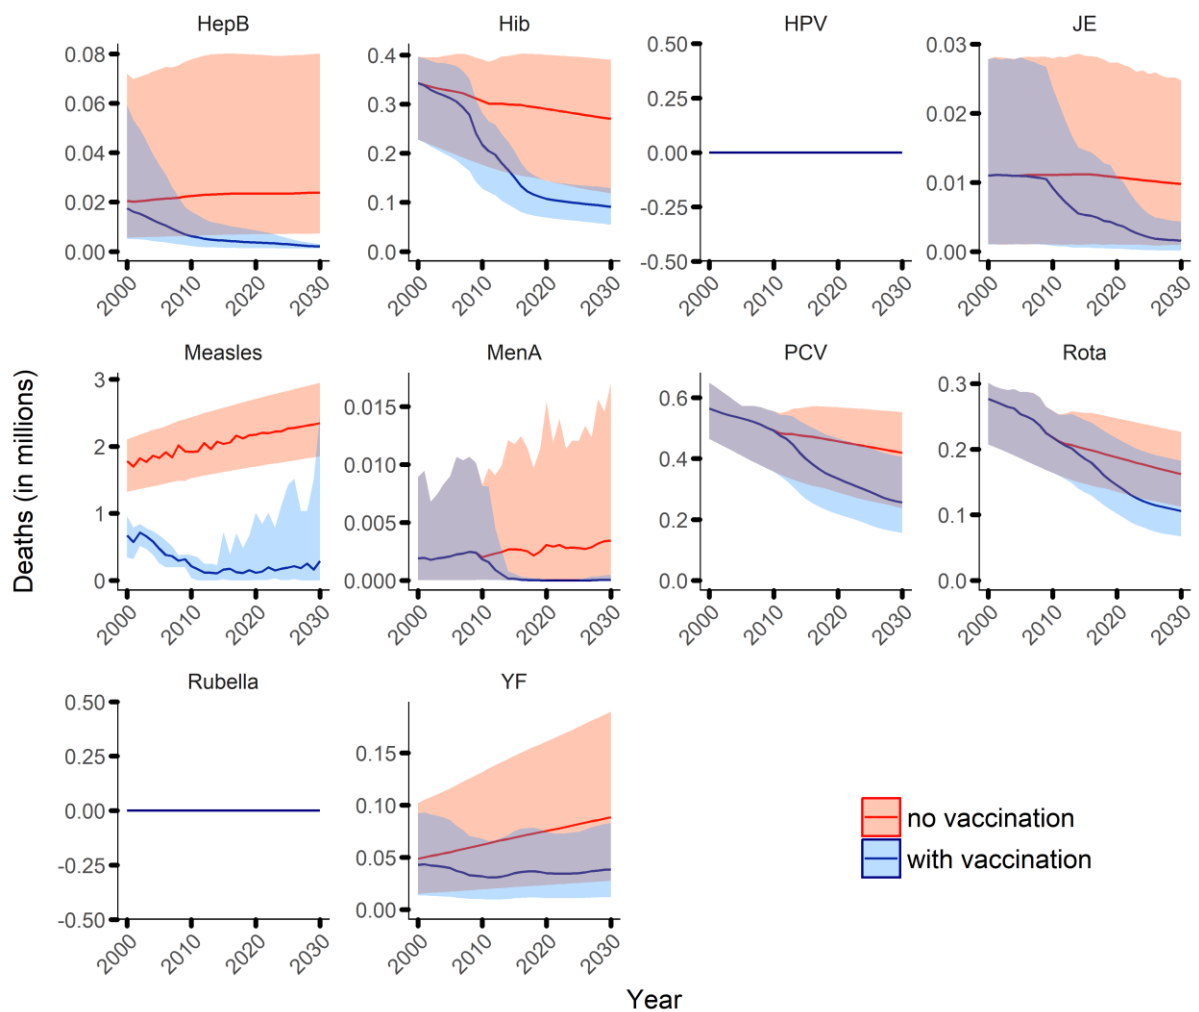 HepB Hib HPV JE
0.08 0.4 0.50 0.03
0.06 0.3 0.25 0.02
0.04 0.2 0.00 0.01
0.02 0.1 -0.25 0.00
0.00 0.0 -0.50
2000 2010 2020 2030 2000 2010 2020 2030 2000 2010 2020 2030 2000 2010 2020 2030
Measles MenA PCV Rota
Deaths (in millions)
3 0.015 0.6 0.3
2 0.010 0.4 0.2
1 0.005 0.2 0.1
0 0.000 0.0 0.0
2000 2010 2020 2030 2000 2010 2020 2030 2000 2010 2020 2030 2000 2010 2020 2030
Rubella YF
0.50 0.15
0.25 0.10
0.00 0.05
-0.25 0.00
-0.50
2000 2010 2020 2030 2000 2010 2020 2030
no vaccination
with vaccination
Year